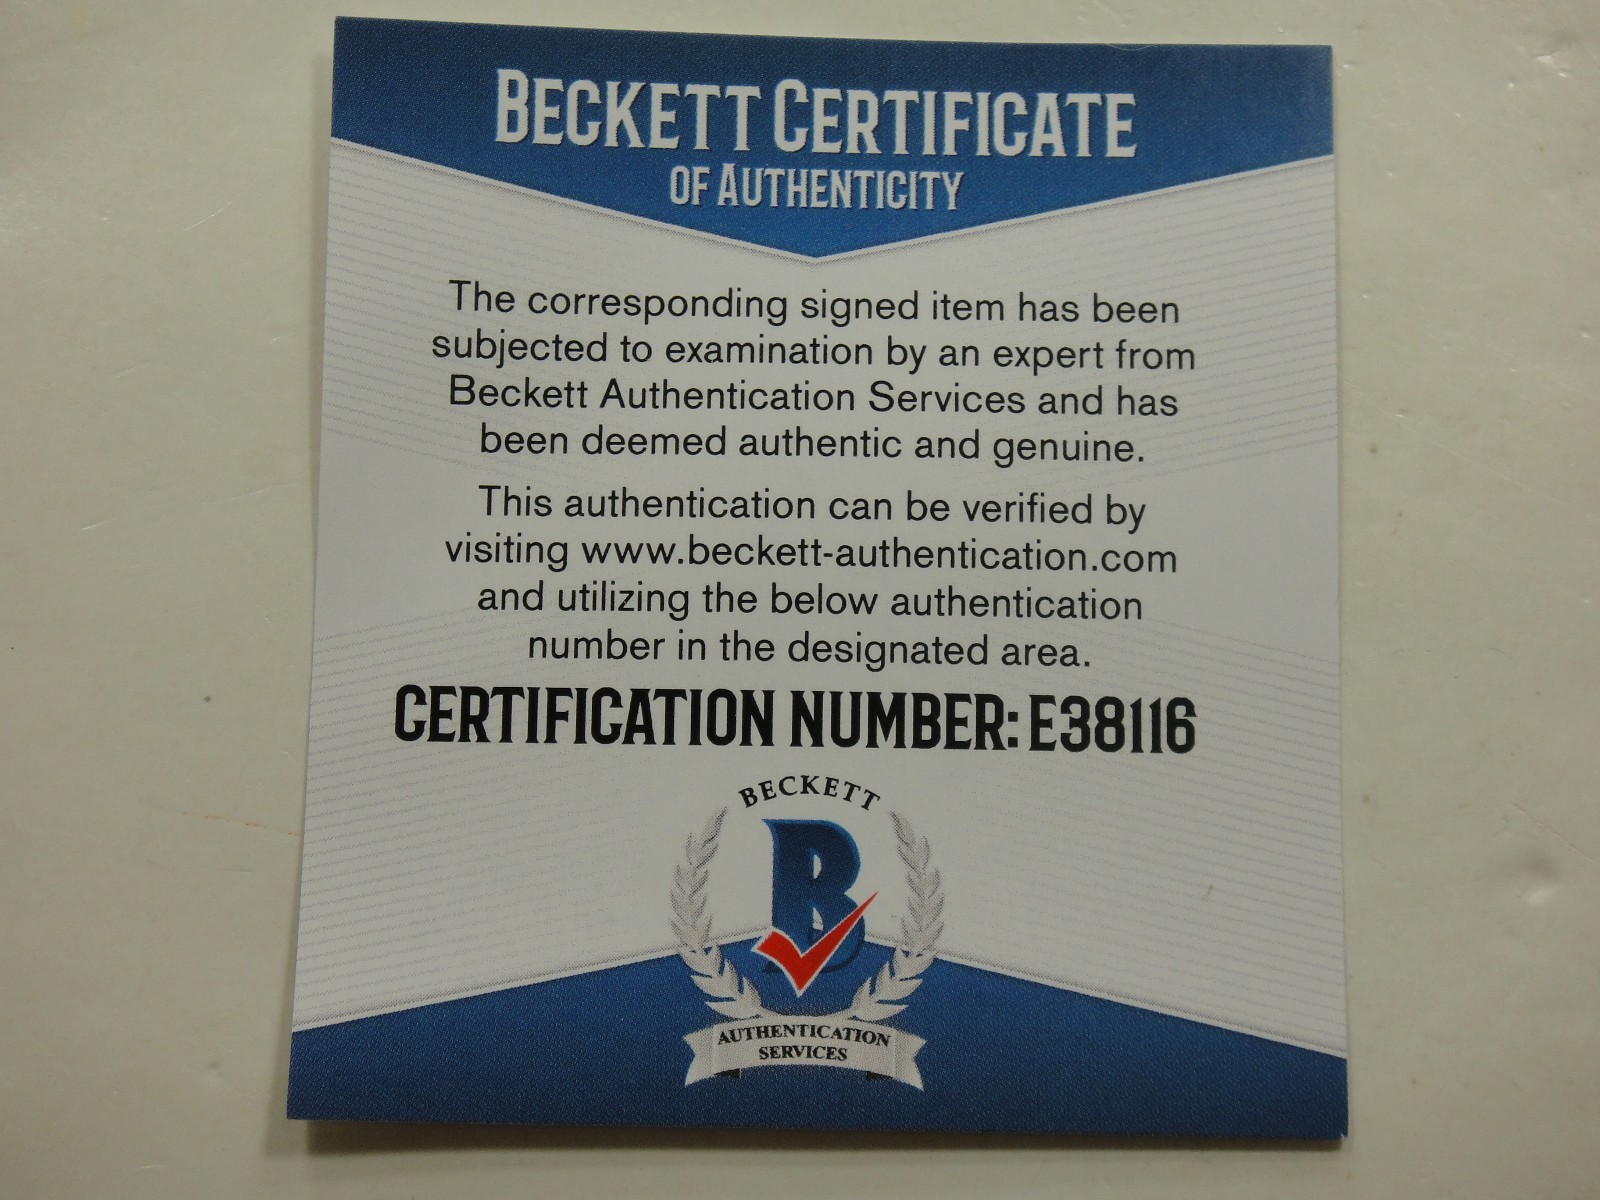 BECKETT CERTIFICATE
OF AUTHENTICITY
The corresponding signed item has been
subjected to examination by an expert from
Beckett Authentication Services and has
been deemed authentic and genuine.
This authentication can be verified by
visiting www.beckett-authentication.com
and utilizing the below authentication
number in the designated area.
CERTIFICATION NUMBER: E38116
BECKETT
B
AUTHENTICATION
SERVICES